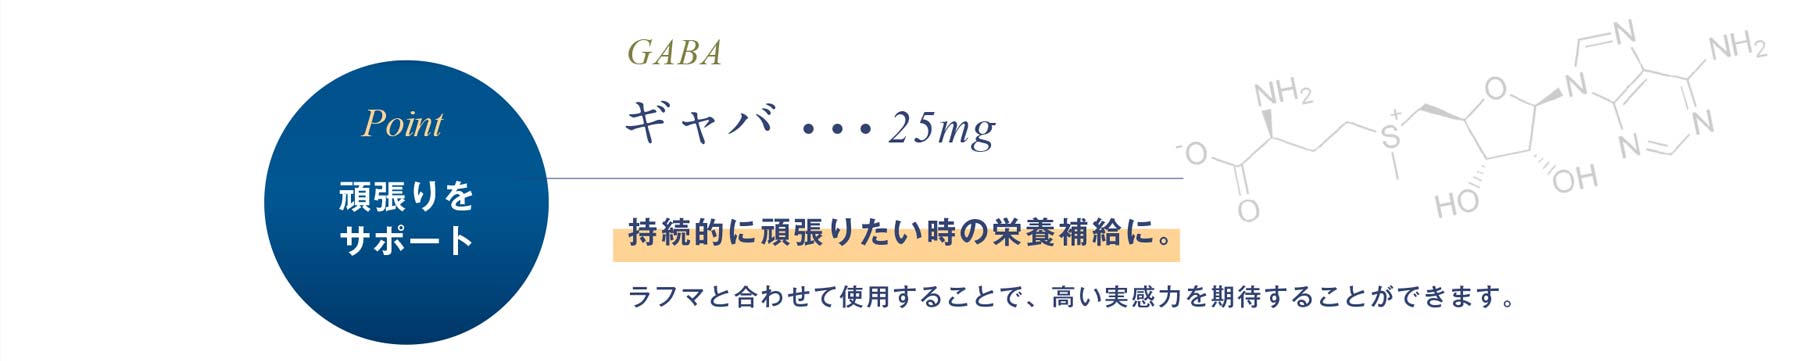 Point
頑張りを
サポート
GABA
ギャバ ・・・ 25mg
持続的に頑張りたい時の栄養補給に。
ラフマと合わせて使用することで、高い実感力を期待することができます。
NH2
-O
O
S+
O
HO
OH
N
N
N
N
NH2